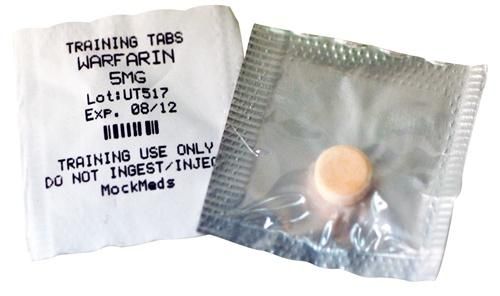 TRAINING TABS
WARFARIN
5MG
Lot:UT517
Exp. 08/12
TRAINING USE ONLY
DO NOT INGEST/INJEC
MockMeds